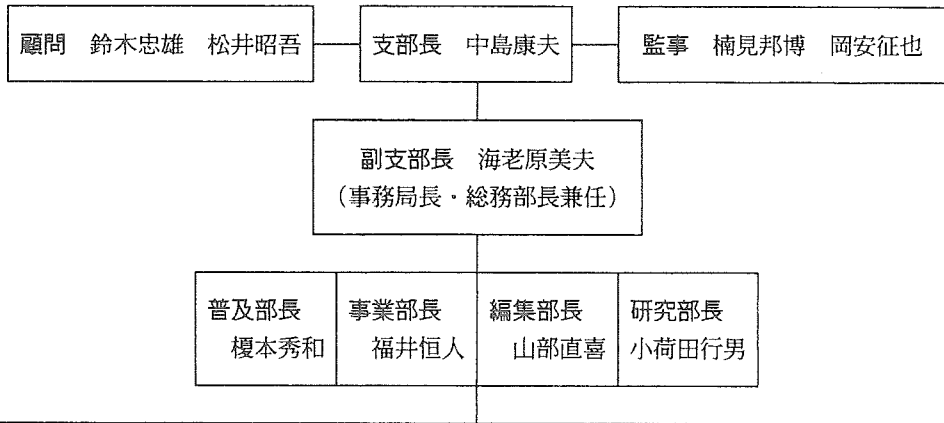 顧問　鈴木忠雄　松井昭吾
支部長　中島康夫
監事　楠見邦博　岡安征也
副支部長　海老原美夫
（事務局長・総務部長兼任）
普及部長
榎本秀和
事業部長
福井恒人
編集部長
山部直喜
研究部長
小荷田行男